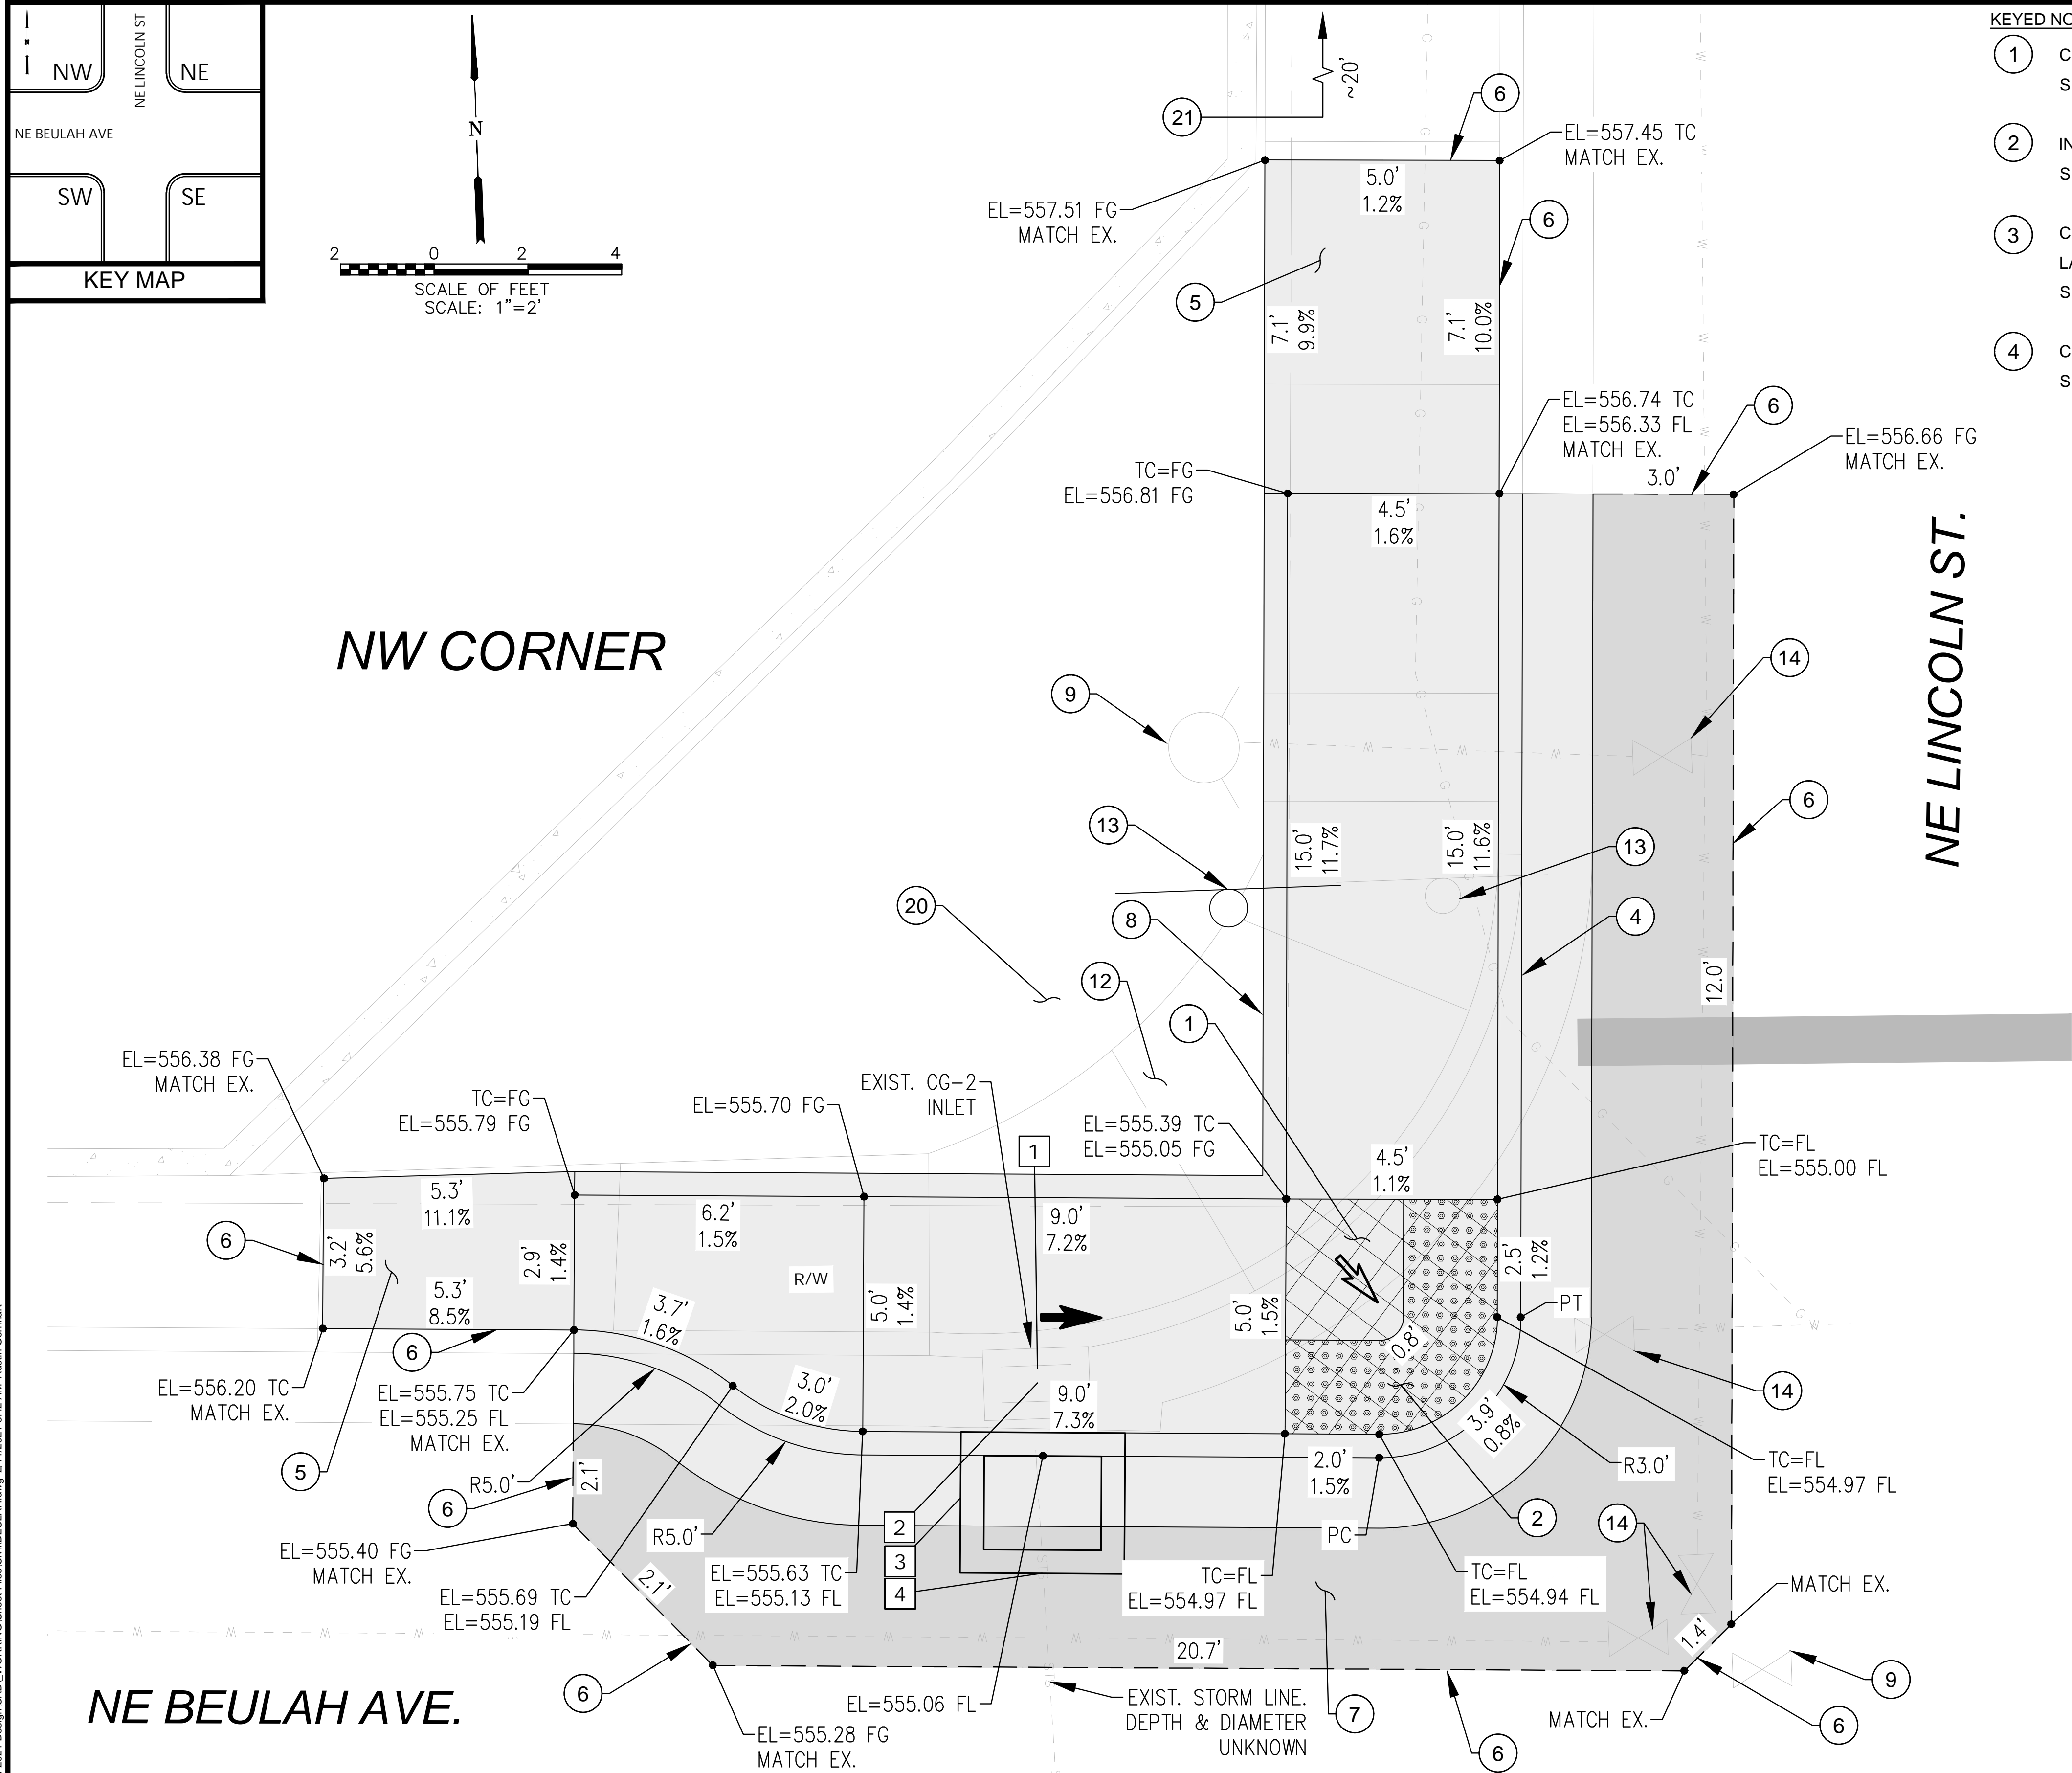 NW
NE LINCOLN ST
NE
NE BEULAH AVE
SW
SE
KEY MAP
N
2 0 2 4
SCALE OF FEET
SCALE: 1"=2'
KEYED NO
1 C
S
2 IN
S
3 C
LA
S
4 C
S
21
~20'
6
EL=557.45 TC
MATCH EX.
5.0'
1.2%
EL=557.51 FG
MATCH EX.
6
5
7.1'
9.9%
7.1'
10.0%
EL=556.74 TC
EL=556.33 FL
MATCH EX.
6
3.0'
EL=556.66 FG
MATCH EX.
TC=FG
EL=556.81 FG
4.5'
1.6%
NW CORNER
NE LINCOLN ST.
9
14
6
13
15.0'
11.7%
15.0'
11.6%
13
20
8
4
12
12.0'
1
EL=556.38 FG
MATCH EX.
TC=FG
EL=555.79 FG
EL=555.70 FG
EXIST. CG-2
INLET
EL=555.39 TC
EL=555.05 FG
1
TC=FL
EL=555.00 FL
4.5'
1.1%
5.3'
11.1%
6.2'
1.5%
9.0'
7.2%
6
3.2'
5.6%
2.9'
1.4%
R/W
5.0'
1.4%
5.0'
1.5%
2.5'
1.2%
PT
5.3'
8.5%
3.7'
1.6%
0.8'
6
EL=556.20 TC
MATCH EX.
EL=555.75 TC
EL=555.25 FL
MATCH EX.
3.0'
2.0%
9.0'
7.3%
14
3.9'
0.8%
5
R5.0'
6
2.1'
2.0'
1.5%
R3.0'
TC=FL
EL=554.97 FL
R5.0'
2
3
4
PC
2
14
EL=555.40 FG
MATCH EX.
2.1'
EL=555.69 TC
EL=555.19 FL
EL=555.63 TC
EL=555.13 FL
TC=FL
EL=554.97 FL
TC=FL
EL=554.94 FL
MATCH EX.
1.4'
20.7'
6
NE BEULAH AVE.
EL=555.06 FL
EL=555.28 FG
MATCH EX.
EXIST. STORM LINE.
DEPTH & DIAMETER
UNKNOWN
7
6
MATCH EX.
6
9